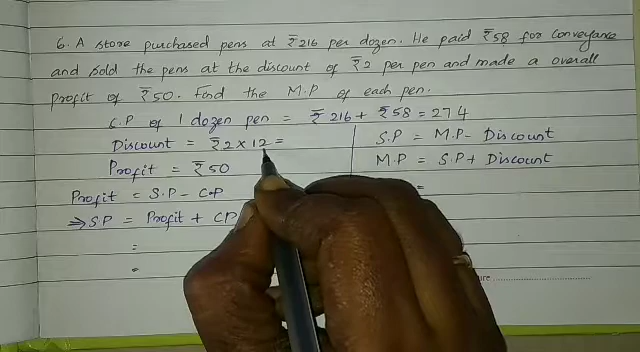 6. A store purchased pens at ₹216 per dozen. He paid ₹58 for conveyance
and sold the pens at the discount of ₹2 per pen and made a overall
profit of ₹50. Find the M.P of each pen.
C.P of 1 dozen pen = ₹216 + ₹58 = 274
Discount = ₹2 × 12 =
Profit = ₹50
Profit = S.P - C.P
⇒ S.P = Profit + CP
=
=
S.P = M.P - Discount
M.P = S.P + Discount
=